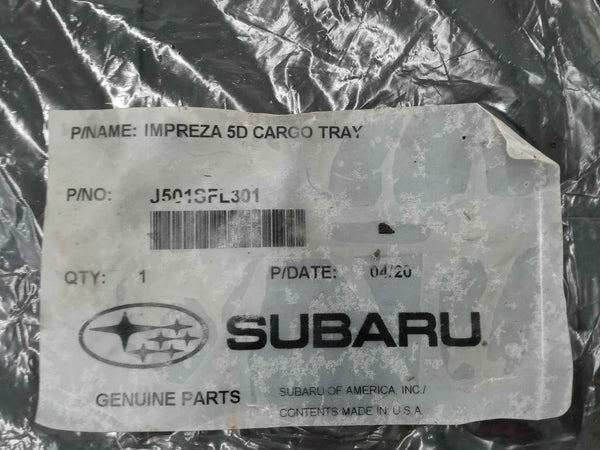 P/NAME: IMPREZA 5D CARGO TRAY
P/NO: J501SFL301
QTY: 1 P/DATE: 04/20
SUBARU.
GENUINE PARTS
SUBARU OF AMERICA, INC./
CONTENTS MADE IN U.S.A.